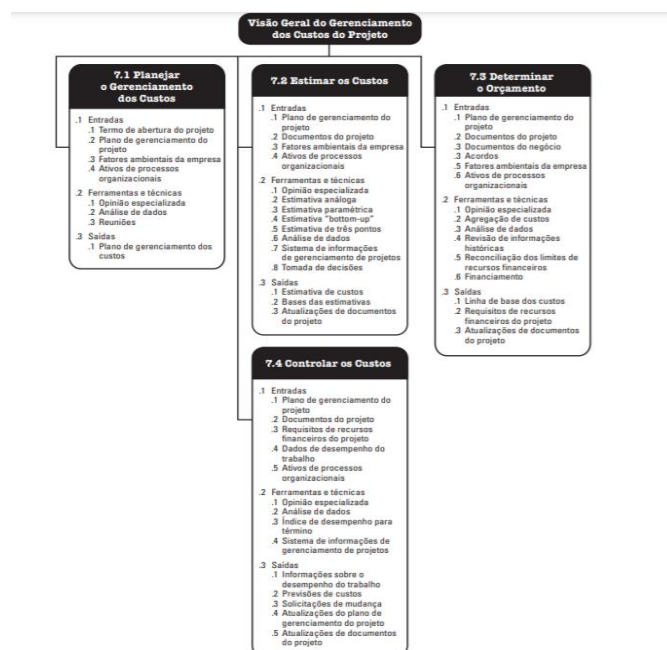 Visão Geral do Gerenciamento
dos Custos do Projeto
7.1 Planejar
o Gerenciamento
dos Custos
.1 Entradas
.1 Termo de abertura do projeto
.2 Plano de gerenciamento do
projeto
.3 Fatores ambientais da empresa
.4 Ativos de processos
organizacionais
.2 Ferramentas e técnicas
.1 Opinião especializada
.2 Análise de dados
.3 Reuniões
.3 Saídas
.1 Plano de gerenciamento dos
custos
7.2 Estimar os Custos
.1 Entradas
.1 Plano de gerenciamento do
projeto
.2 Documentos do projeto
.3 Fatores ambientais da empresa
.4 Ativos de processos
organizacionais
.2 Ferramentas e técnicas
.1 Opinião especializada
.2 Estimativa análoga
.3 Estimativa paramétrica
.4 Estimativa "bottom-up"
.5 Estimativa de três pontos
.6 Análise de dados
.7 Sistema de informações
de gerenciamento de projetos
.8 Tomada de decisões
.3 Saídas
.1 Estimativa de custos
.2 Bases das estimativas
.3 Atualizações de documentos
do projeto
7.3 Determinar
o Orçamento
.1 Entradas
.1 Plano de gerenciamento do
projeto
.2 Documentos do projeto
.3 Documentos do negócio
.4 Acordos
.5 Fatores ambientais da empresa
.6 Ativos de processos
organizacionais
.2 Ferramentas e técnicas
.1 Opinião especializada
.2 Agregação de custos
.3 Análise de dados
.4 Revisão de informações
históricas
.5 Reconciliação dos limites de
recursos financeiros
.6 Financiamento
.3 Saídas
.1 Linha de base dos custos
.2 Requisitos de recursos
financeiros do projeto
.3 Atualizações de documentos
do projeto
7.4 Controlar os Custos
.1 Entradas
.1 Plano de gerenciamento do
projeto
.2 Documentos do projeto
.3 Requisitos de recursos
financeiros do projeto
.4 Dados de desempenho do
trabalho
.5 Ativos de processos
organizacionais
.2 Ferramentas e técnicas
.1 Opinião especializada
.2 Análise de dados
.3 Índice de desempenho para
término
.4 Sistema de informações de
gerenciamento de projetos
.3 Saídas
.1 Informações sobre o
desempenho do trabalho
.2 Previsões de custos
.3 Solicitações de mudança
.4 Atualizações do plano de
gerenciamento do projeto
.5 Atualizações de documentos
do projeto